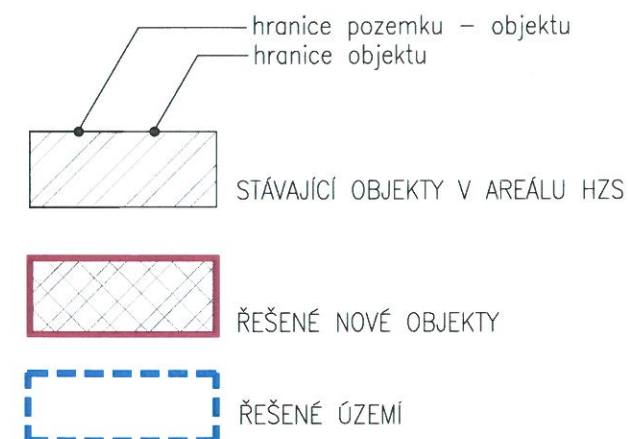 hranice pozemku – objektu
hranice objektu
STÁVAJÍCÍ OBJEKTY V AREÁLU HZS
ŘEŠENÉ NOVÉ OBJEKTY
ŘEŠENÉ ÚZEMÍ